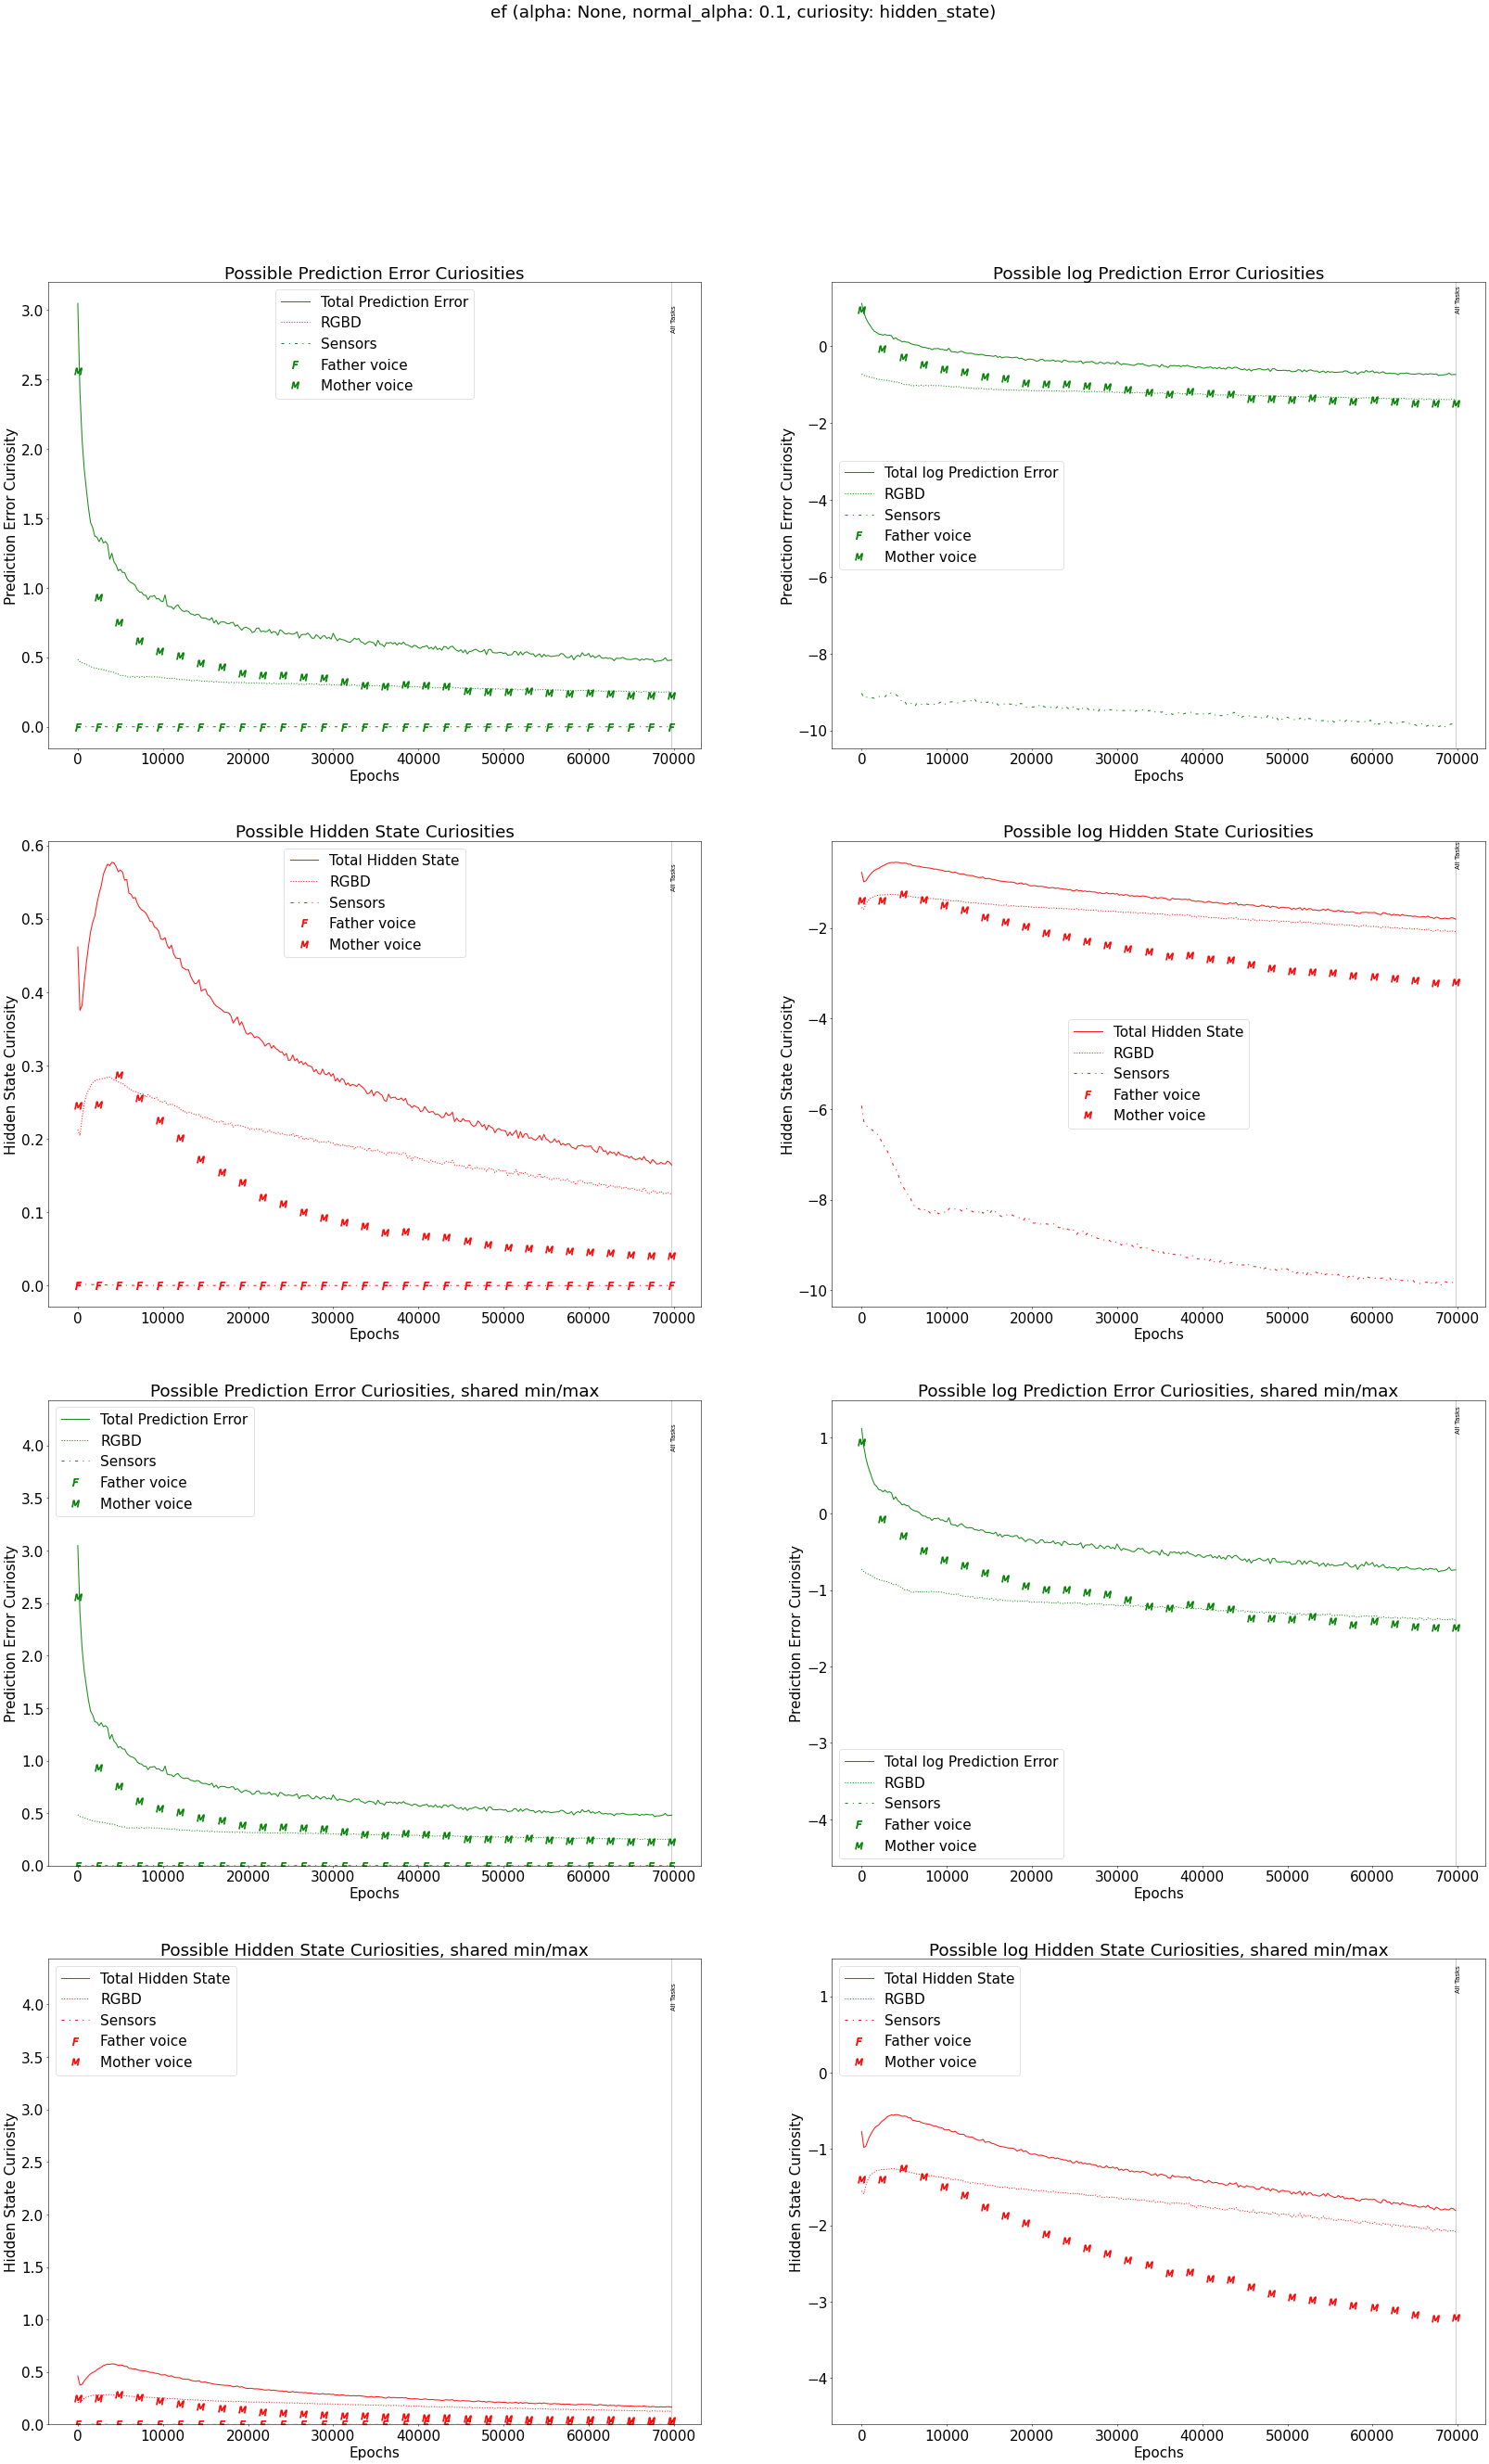 ef (alpha: None, normal_alpha: 0.1, curiosity: hidden_state)
Possible Prediction Error Curiosities
Total Prediction Error
RGBD
Sensors
F Father voice
M Mother voice
All Tasks
Prediction Error Curiosity
3.0
2.5
2.0
1.5
1.0
0.5
0.0
0 10000 20000 30000 40000 50000 60000 70000
Epochs
Possible log Prediction Error Curiosities
Total log Prediction Error
RGBD
Sensors
F Father voice
M Mother voice
All Tasks
Prediction Error Curiosity
0
−2
−4
−6
−8
−10
0 10000 20000 30000 40000 50000 60000 70000
Epochs
Possible Hidden State Curiosities
Total Hidden State
RGBD
Sensors
F Father voice
M Mother voice
All Tasks
Hidden State Curiosity
0.6
0.5
0.4
0.3
0.2
0.1
0.0
0 10000 20000 30000 40000 50000 60000 70000
Epochs
Possible log Hidden State Curiosities
Total Hidden State
RGBD
Sensors
F Father voice
M Mother voice
All Tasks
Hidden State Curiosity
−2
−4
−6
−8
−10
0 10000 20000 30000 40000 50000 60000 70000
Epochs
Possible Prediction Error Curiosities, shared min/max
Total Prediction Error
RGBD
Sensors
F Father voice
M Mother voice
All Tasks
Prediction Error Curiosity
4.0
3.5
3.0
2.5
2.0
1.5
1.0
0.5
0.0
0 10000 20000 30000 40000 50000 60000 70000
Epochs
Possible log Prediction Error Curiosities, shared min/max
Total log Prediction Error
RGBD
Sensors
F Father voice
M Mother voice
All Tasks
Prediction Error Curiosity
1
0
−1
−2
−3
−4
0 10000 20000 30000 40000 50000 60000 70000
Epochs
Possible Hidden State Curiosities, shared min/max
Total Hidden State
RGBD
Sensors
F Father voice
M Mother voice
All Tasks
Hidden State Curiosity
4.0
3.5
3.0
2.5
2.0
1.5
1.0
0.5
0.0
0 10000 20000 30000 40000 50000 60000 70000
Epochs
Possible log Hidden State Curiosities, shared min/max
Total Hidden State
RGBD
Sensors
F Father voice
M Mother voice
All Tasks
Hidden State Curiosity
1
0
−1
−2
−3
−4
0 10000 20000 30000 40000 50000 60000 70000
Epochs